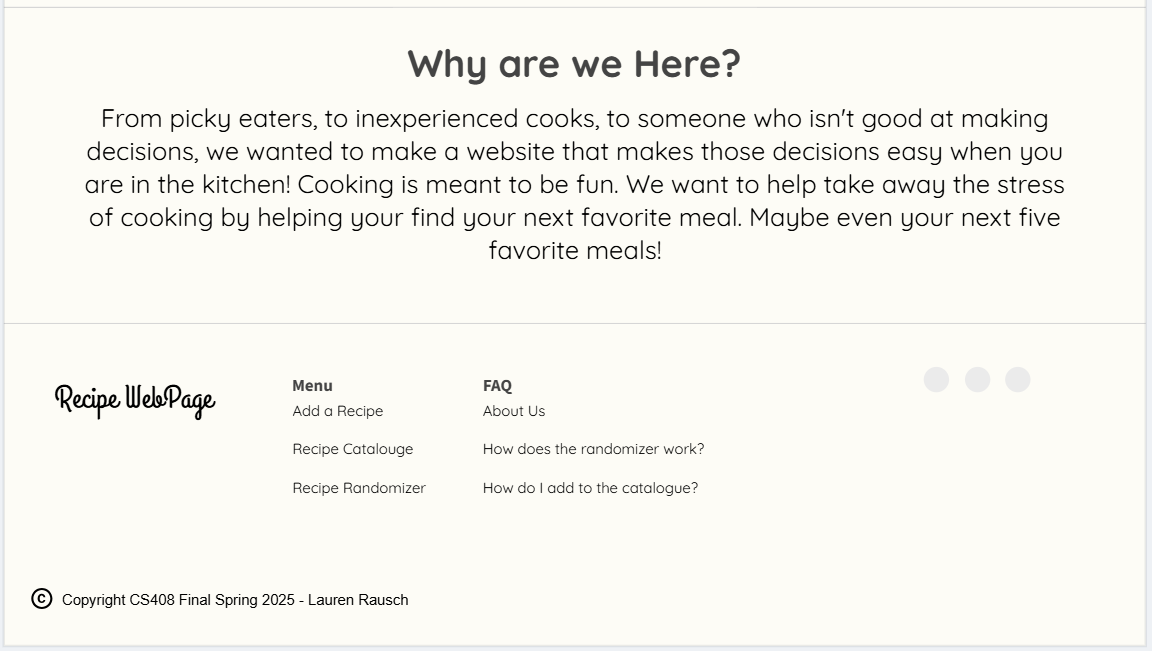 Why are we Here?
From picky eaters, to inexperienced cooks, to someone who isn't good at making
decisions, we wanted to make a website that makes those decisions easy when you
are in the kitchen! Cooking is meant to be fun. We want to help take away the stress
of cooking by helping your find your next favorite meal. Maybe even your next five
favorite meals!
Recipe WebPage
Menu
Add a Recipe
Recipe Catalouge
Recipe Randomizer
FAQ
About Us
How does the randomizer work?
How do I add to the catalogue?
© Copyright CS408 Final Spring 2025 - Lauren Rausch